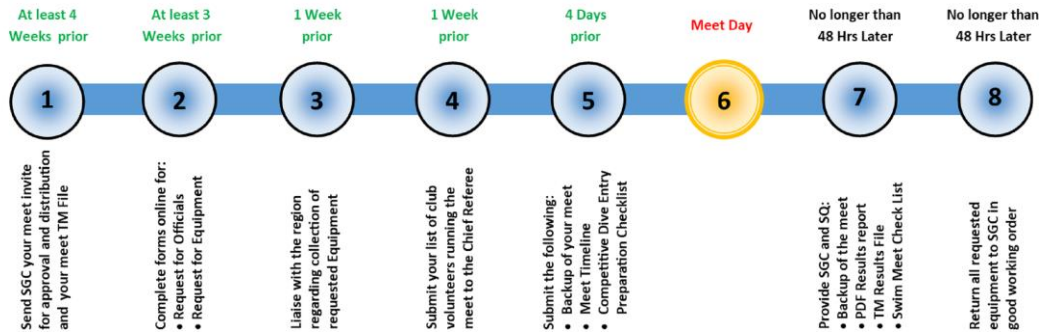 At least 4
Weeks prior
At least 3
Weeks prior
1 Week
prior
1 Week
prior
4 Days
prior
Meet Day
No longer than
48 Hrs Later
No longer than
48 Hrs Later
1
2
3
4
5
6
7
8
Send SGC your meet invite
for approval and distribution
and your meet TM File
Complete forms online for:
• Request for Officials
• Request for Equipment
Liaise with the region
regarding collection of
requested Equipment
Submit your list of club
volunteers running the
meet to the Chief Referee
Submit the following:
• Backup of your meet
• Meet Timeline
• Competitive Dive Entry
Preparation Checklist
Provide SGC and SQ:
• Backup of the meet
• PDF Results report
TM Results File
• Swim Meet Check List
Return all requested
equipment to SGC in
good working order